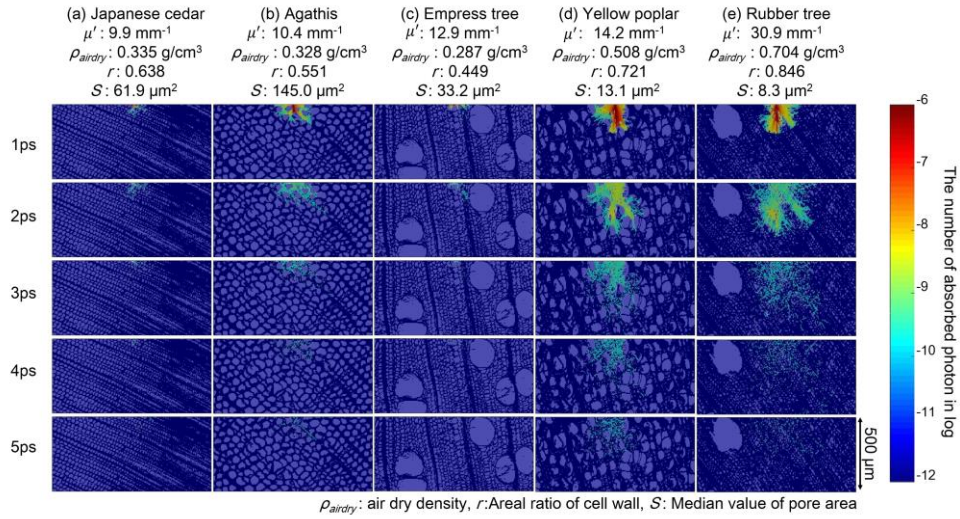 (a) Japanese cedar
μ′: 9.9 mm⁻¹
ρairdry : 0.335 g/cm³
r: 0.638
S: 61.9 μm²
(b) Agathis
μ′: 10.4 mm⁻¹
ρairdry : 0.328 g/cm³
r: 0.551
S: 145.0 μm²
(c) Empress tree
μ′: 12.9 mm⁻¹
ρairdry : 0.287 g/cm³
r: 0.449
S: 33.2 μm²
(d) Yellow poplar
μ′: 14.2 mm⁻¹
ρairdry : 0.508 g/cm³
r: 0.721
S: 13.1 μm²
(e) Rubber tree
μ′: 30.9 mm⁻¹
ρairdry : 0.704 g/cm³
r: 0.846
S: 8.3 μm²
1ps
2ps
3ps
4ps
5ps
500 μm
-6
-7
-8
-9
-10
-11
-12
The number of absorbed photon in log
ρairdry: air dry density, r:Areal ratio of cell wall, S: Median value of pore area